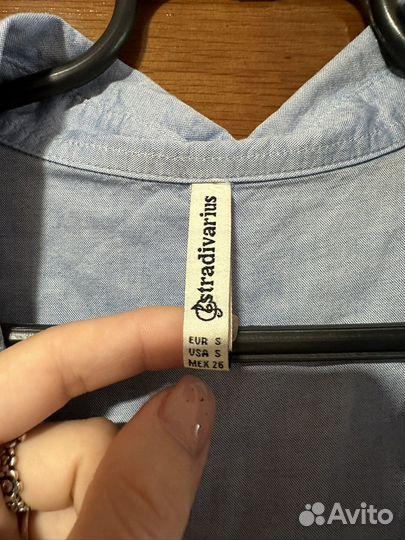 stradivarius
EUR S
USA S
MEX 26
Avito